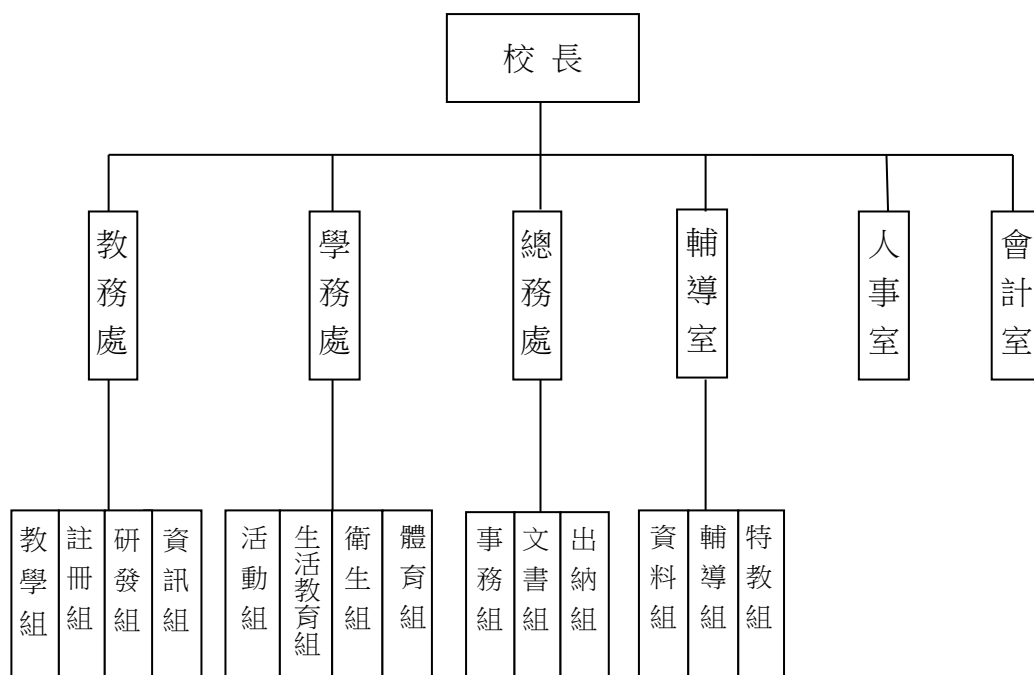 校長
教務處
學務處
總務處
輔導室
人事室
會計室
教學組
註冊組
研發組
資訊組
活動組
生活教育組
衛生組
體育組
事務組
文書組
出納組
資料組
輔導組
特教組